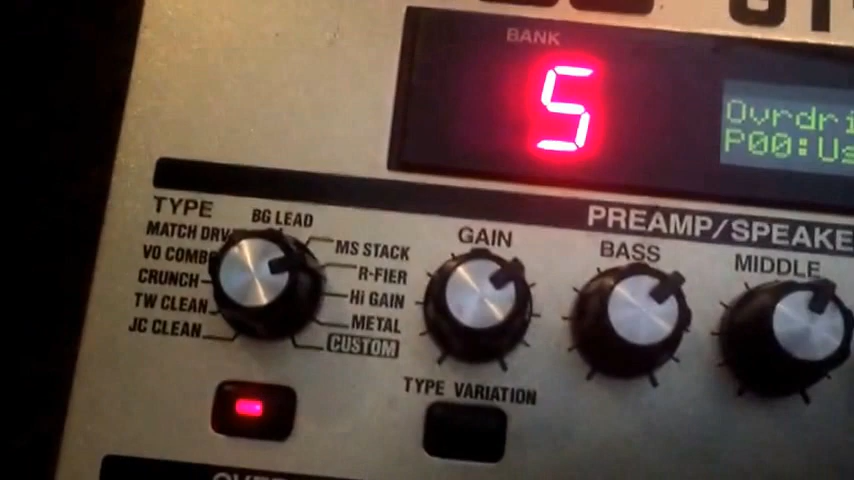 BANK
5
Ovrdri
P00:Us
PREAMP/SPEAKE
TYPE
BG LEAD
MATCH DRV
VO COMBO
CRUNCH
TW CLEAN
JC CLEAN
MS STACK
R-FIER
Hi GAIN
METAL
CUSTOM
GAIN
BASS
MIDDLE
TYPE VARIATION